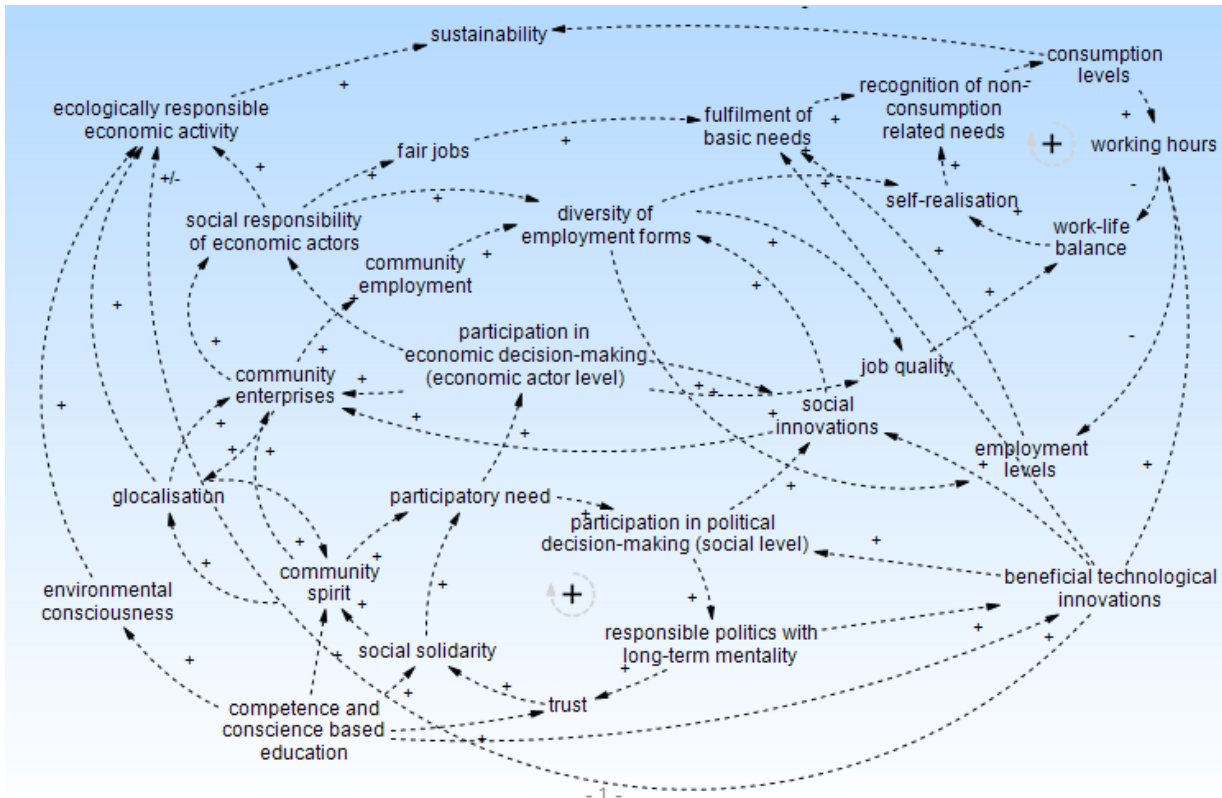 sustainability
consumption
levels
ecologically responsible
economic activity
fulfilment of
basic needs
recognition of non-
consumption
related needs
working hours
fair jobs
self-realisation
work-life
balance
social responsibility
of economic actors
diversity of
employment forms
community
employment
participation in
economic decision-making
(economic actor level)
job quality
community
enterprises
social
innovations
employment
levels
glocalisation
participatory need
participation in political
decision-making (social level)
community
spirit
environmental
consciousness
beneficial technological
innovations
responsible politics with
long-term mentality
social solidarity
trust
competence and
conscience based
education
+/-
- 1 -